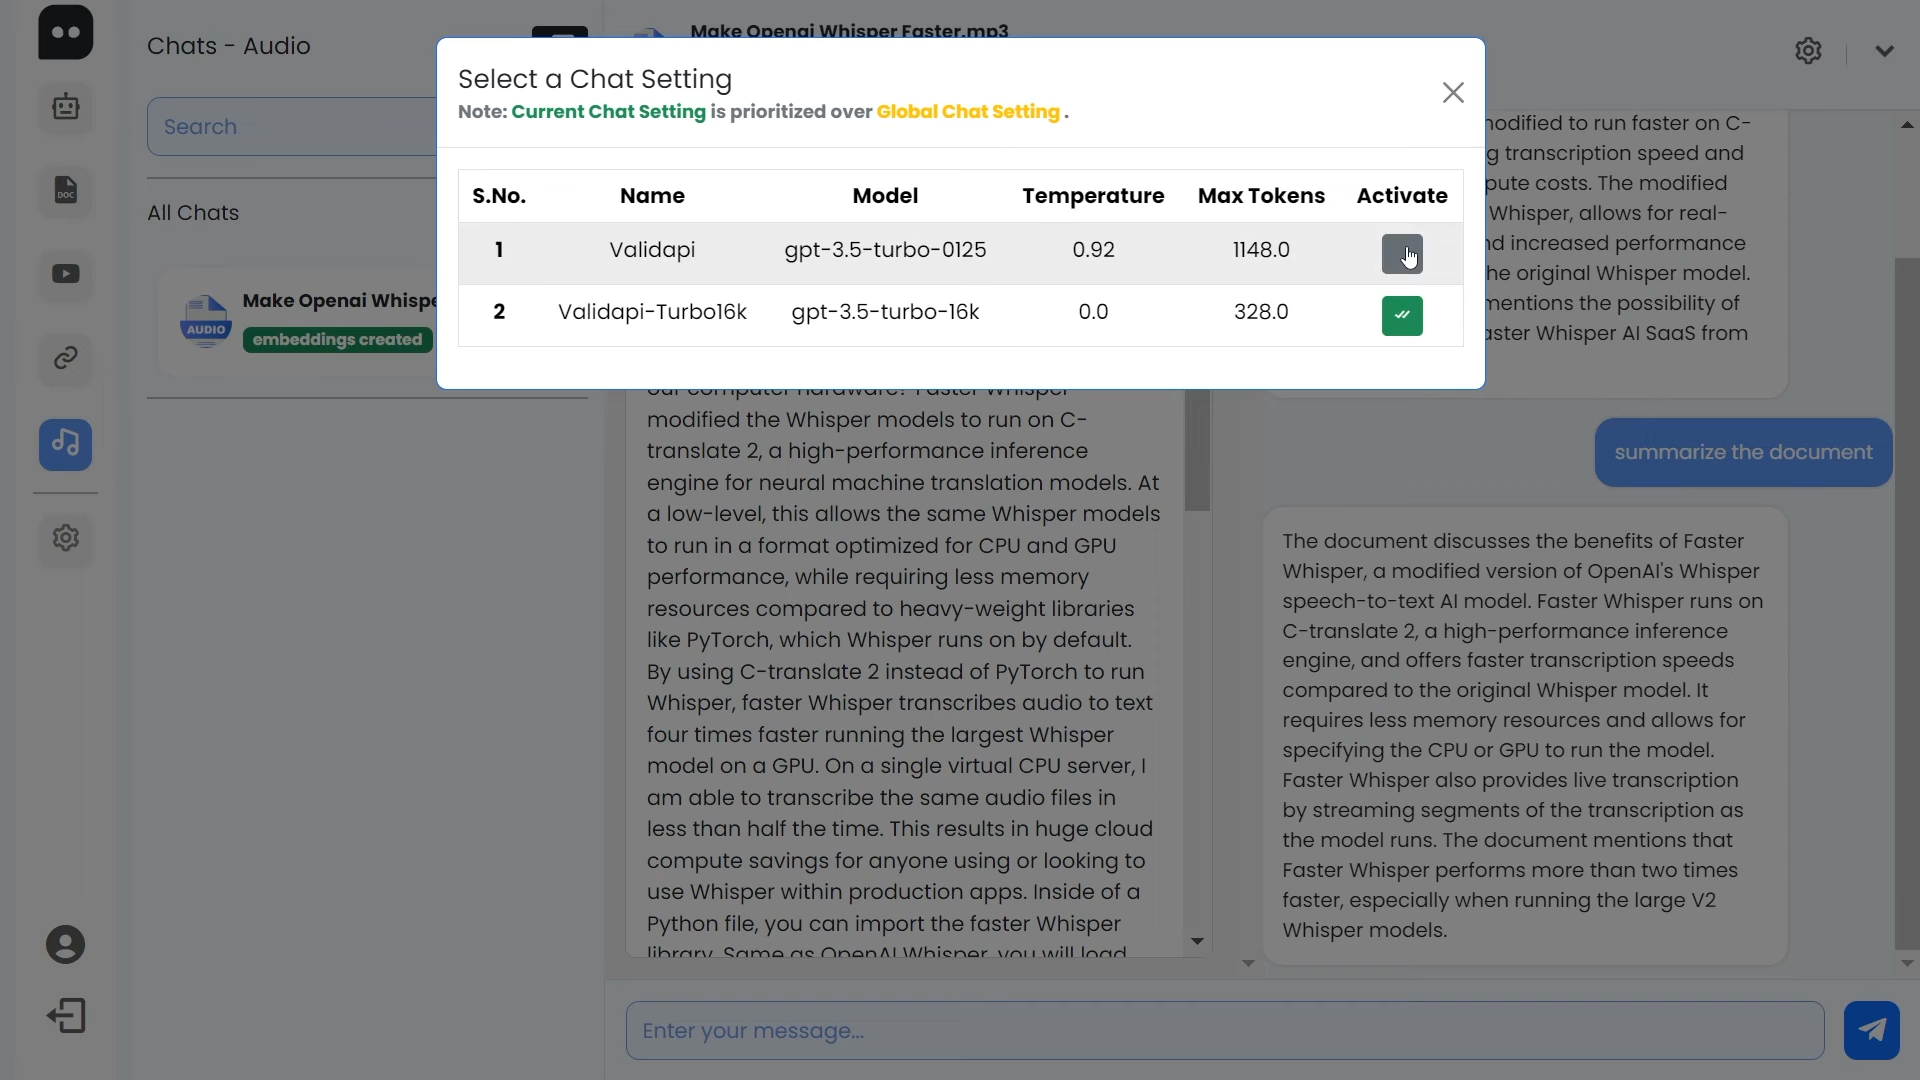 Chats - Audio
Search
All Chats
AUDIO
Make Openai Whispe
embeddings created
DOC
Make Openai Whisper Faster.mp3
Select a Chat Setting
Note: Current Chat Setting is prioritized over Global Chat Setting .
S.No. Name Model Temperature Max Tokens Activate
1 Validapi gpt-3.5-turbo-0125 0.92 1148.0
2 Validapi-Turbo16k gpt-3.5-turbo-16k 0.0 328.0
our computer hardware? Faster Whisper
modified the Whisper models to run on C-
translate 2, a high-performance inference
engine for neural machine translation models. At
a low-level, this allows the same Whisper models
to run in a format optimized for CPU and GPU
performance, while requiring less memory
resources compared to heavy-weight libraries
like PyTorch, which Whisper runs on by default.
By using C-translate 2 instead of PyTorch to run
Whisper, faster Whisper transcribes audio to text
four times faster running the largest Whisper
model on a GPU. On a single virtual CPU server, I
am able to transcribe the same audio files in
less than half the time. This results in huge cloud
compute savings for anyone using or looking to
use Whisper within production apps. Inside of a
Python file, you can import the faster Whisper
library. Same as OpenAI Whisper, you will load
modified to run faster on C-
g transcription speed and
pute costs. The modified
Whisper, allows for real-
nd increased performance
he original Whisper model.
mentions the possibility of
aster Whisper AI SaaS from
summarize the document
The document discusses the benefits of Faster
Whisper, a modified version of OpenAI's Whisper
speech-to-text AI model. Faster Whisper runs on
C-translate 2, a high-performance inference
engine, and offers faster transcription speeds
compared to the original Whisper model. It
requires less memory resources and allows for
specifying the CPU or GPU to run the model.
Faster Whisper also provides live transcription
by streaming segments of the transcription as
the model runs. The document mentions that
Faster Whisper performs more than two times
faster, especially when running the large V2
Whisper models.
Enter your message...